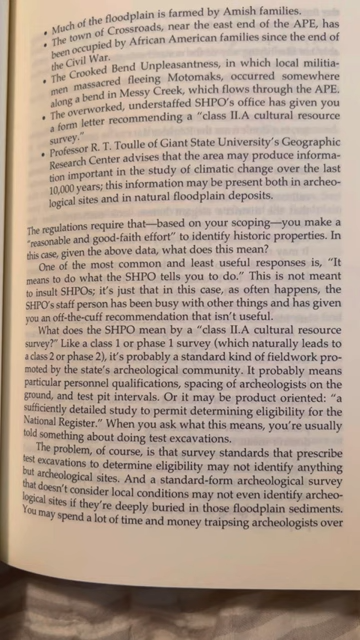 • Much of the floodplain is farmed by Amish families.
• The town of Crossroads, near the east end of the APE, has
been occupied by African American families since the end of
the Civil War.
• The Crooked Bend Unpleasantness, in which local militia-
men massacred fleeing Motomaks, occurred somewhere
along a bend in Messy Creek, which flows through the APE.
• The overworked, understaffed SHPO's office has given you
a form letter recommending a "class II.A cultural resource
survey."
• Professor R. T. Toulle of Giant State University's Geographic
Research Center advises that the area may produce informa-
tion important in the study of climatic change over the last
10,000 years; this information may be present both in archeo-
logical sites and in natural floodplain deposits.
The regulations require that—based on your scoping—you make a
"reasonable and good-faith effort" to identify historic properties. In
this case, given the above data, what does this mean?
One of the most common and least useful responses is, "It
means to do what the SHPO tells you to do." This is not meant
to insult SHPOs; it's just that in this case, as often happens, the
SHPO's staff person has been busy with other things and has given
you an off-the-cuff recommendation that isn't useful.
What does the SHPO mean by a "class II.A cultural resource
survey?" Like a class 1 or phase 1 survey (which naturally leads to
a class 2 or phase 2), it's probably a standard kind of fieldwork pro-
moted by the state's archeological community. It probably means
particular personnel qualifications, spacing of archeologists on the
ground, and test pit intervals. Or it may be product oriented: "a
sufficiently detailed study to permit determining eligibility for the
National Register." When you ask what this means, you're usually
told something about doing test excavations.
The problem, of course, is that survey standards that prescribe
test excavations to determine eligibility may not identify anything
but archeological sites. And a standard-form archeological survey
that doesn't consider local conditions may not even identify archeo-
logical sites if they're deeply buried in those floodplain sediments.
You may spend a lot of time and money traipsing archeologists over